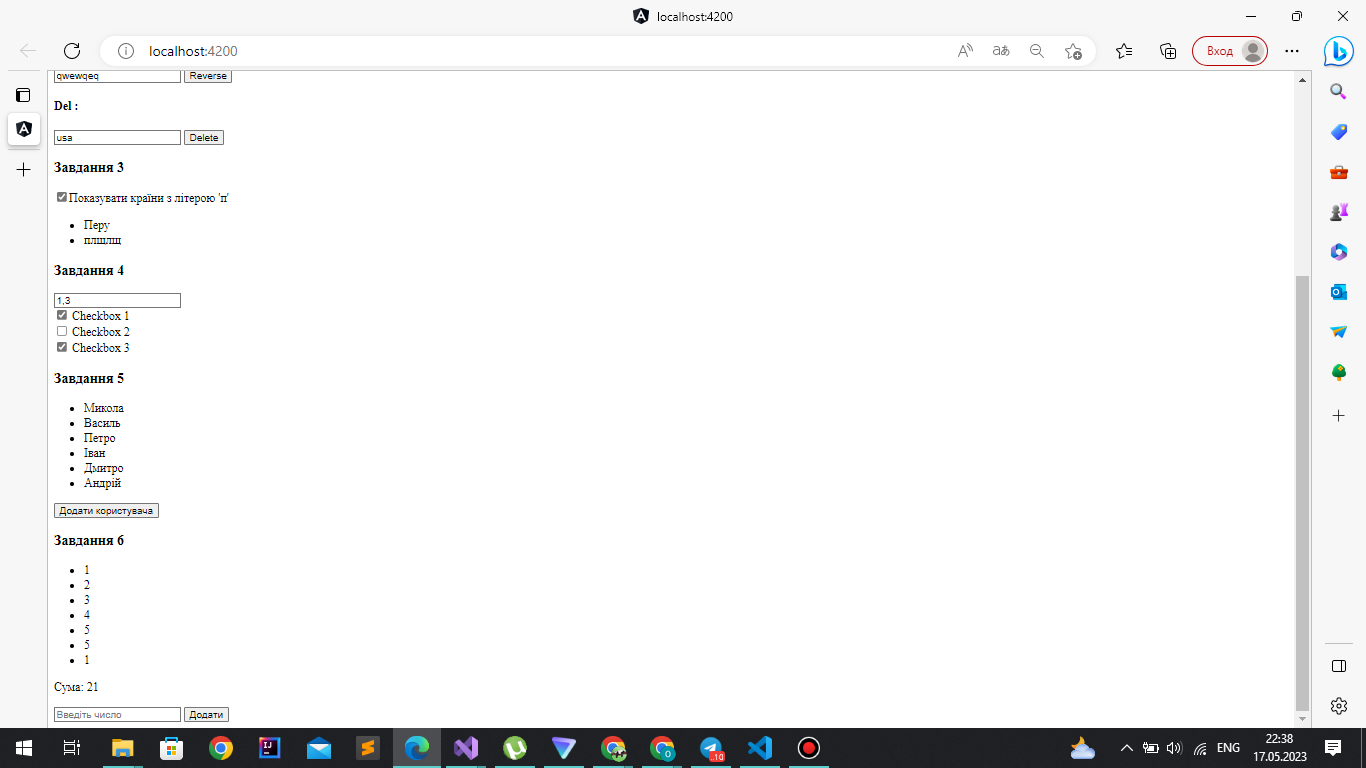 localhost:4200
localhost:4200
Вход
qwewqeq Reverse
Del :
usa Delete
Завдання 3
Показувати країни з літерою 'п'
Перу
плшлщ
Завдання 4
1,3
Checkbox 1
Checkbox 2
Checkbox 3
Завдання 5
Микола
Василь
Петро
Іван
Дмитро
Андрій
Додати користувача
Завдання 6
1
2
3
4
5
5
1
Сума: 21
Введіть число Додати
ENG
22:38
17.05.2023